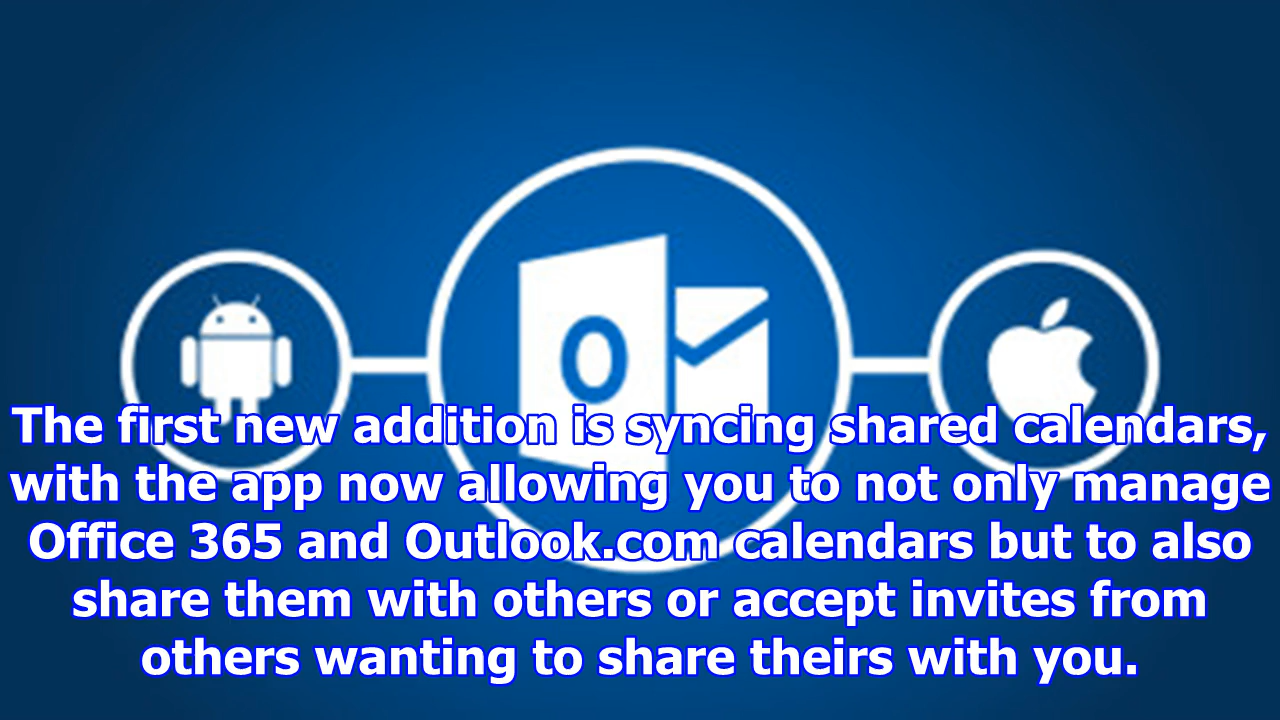 The first new addition is syncing shared calendars,
with the app now allowing you to not only manage
Office 365 and Outlook.com calendars but to also
share them with others or accept invites from
others wanting to share theirs with you.